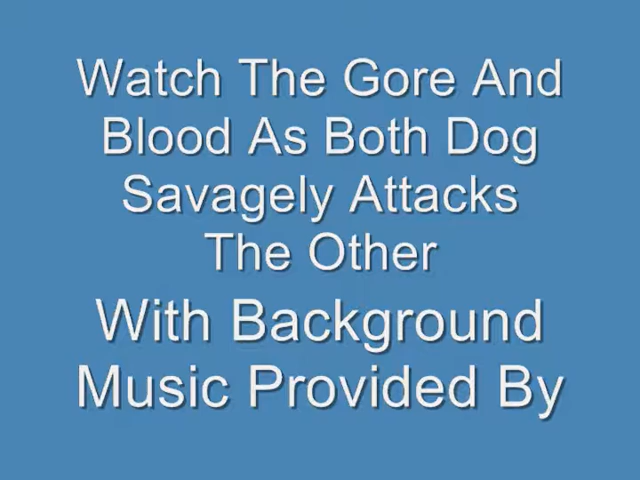 Watch The Gore And
Blood As Both Dog
Savagely Attacks
The Other
With Background
Music Provided By